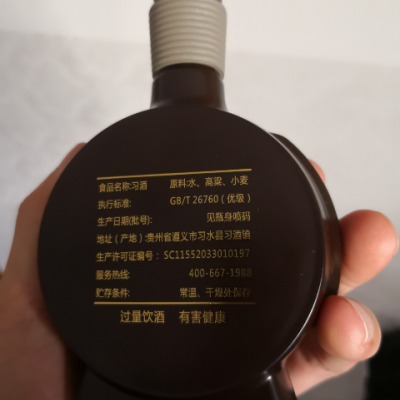 食品名称:习酒 原料:水、高粱、小麦
执行标准: GB/T 26760（优级）
生产日期(批号): 见瓶身喷码
地址（产地）:贵州省遵义市习水县习酒镇
生产许可证编号： SC11552033010197
服务热线: 400-667-1988
贮存条件: 常温、干燥处保存
过量饮酒 有害健康